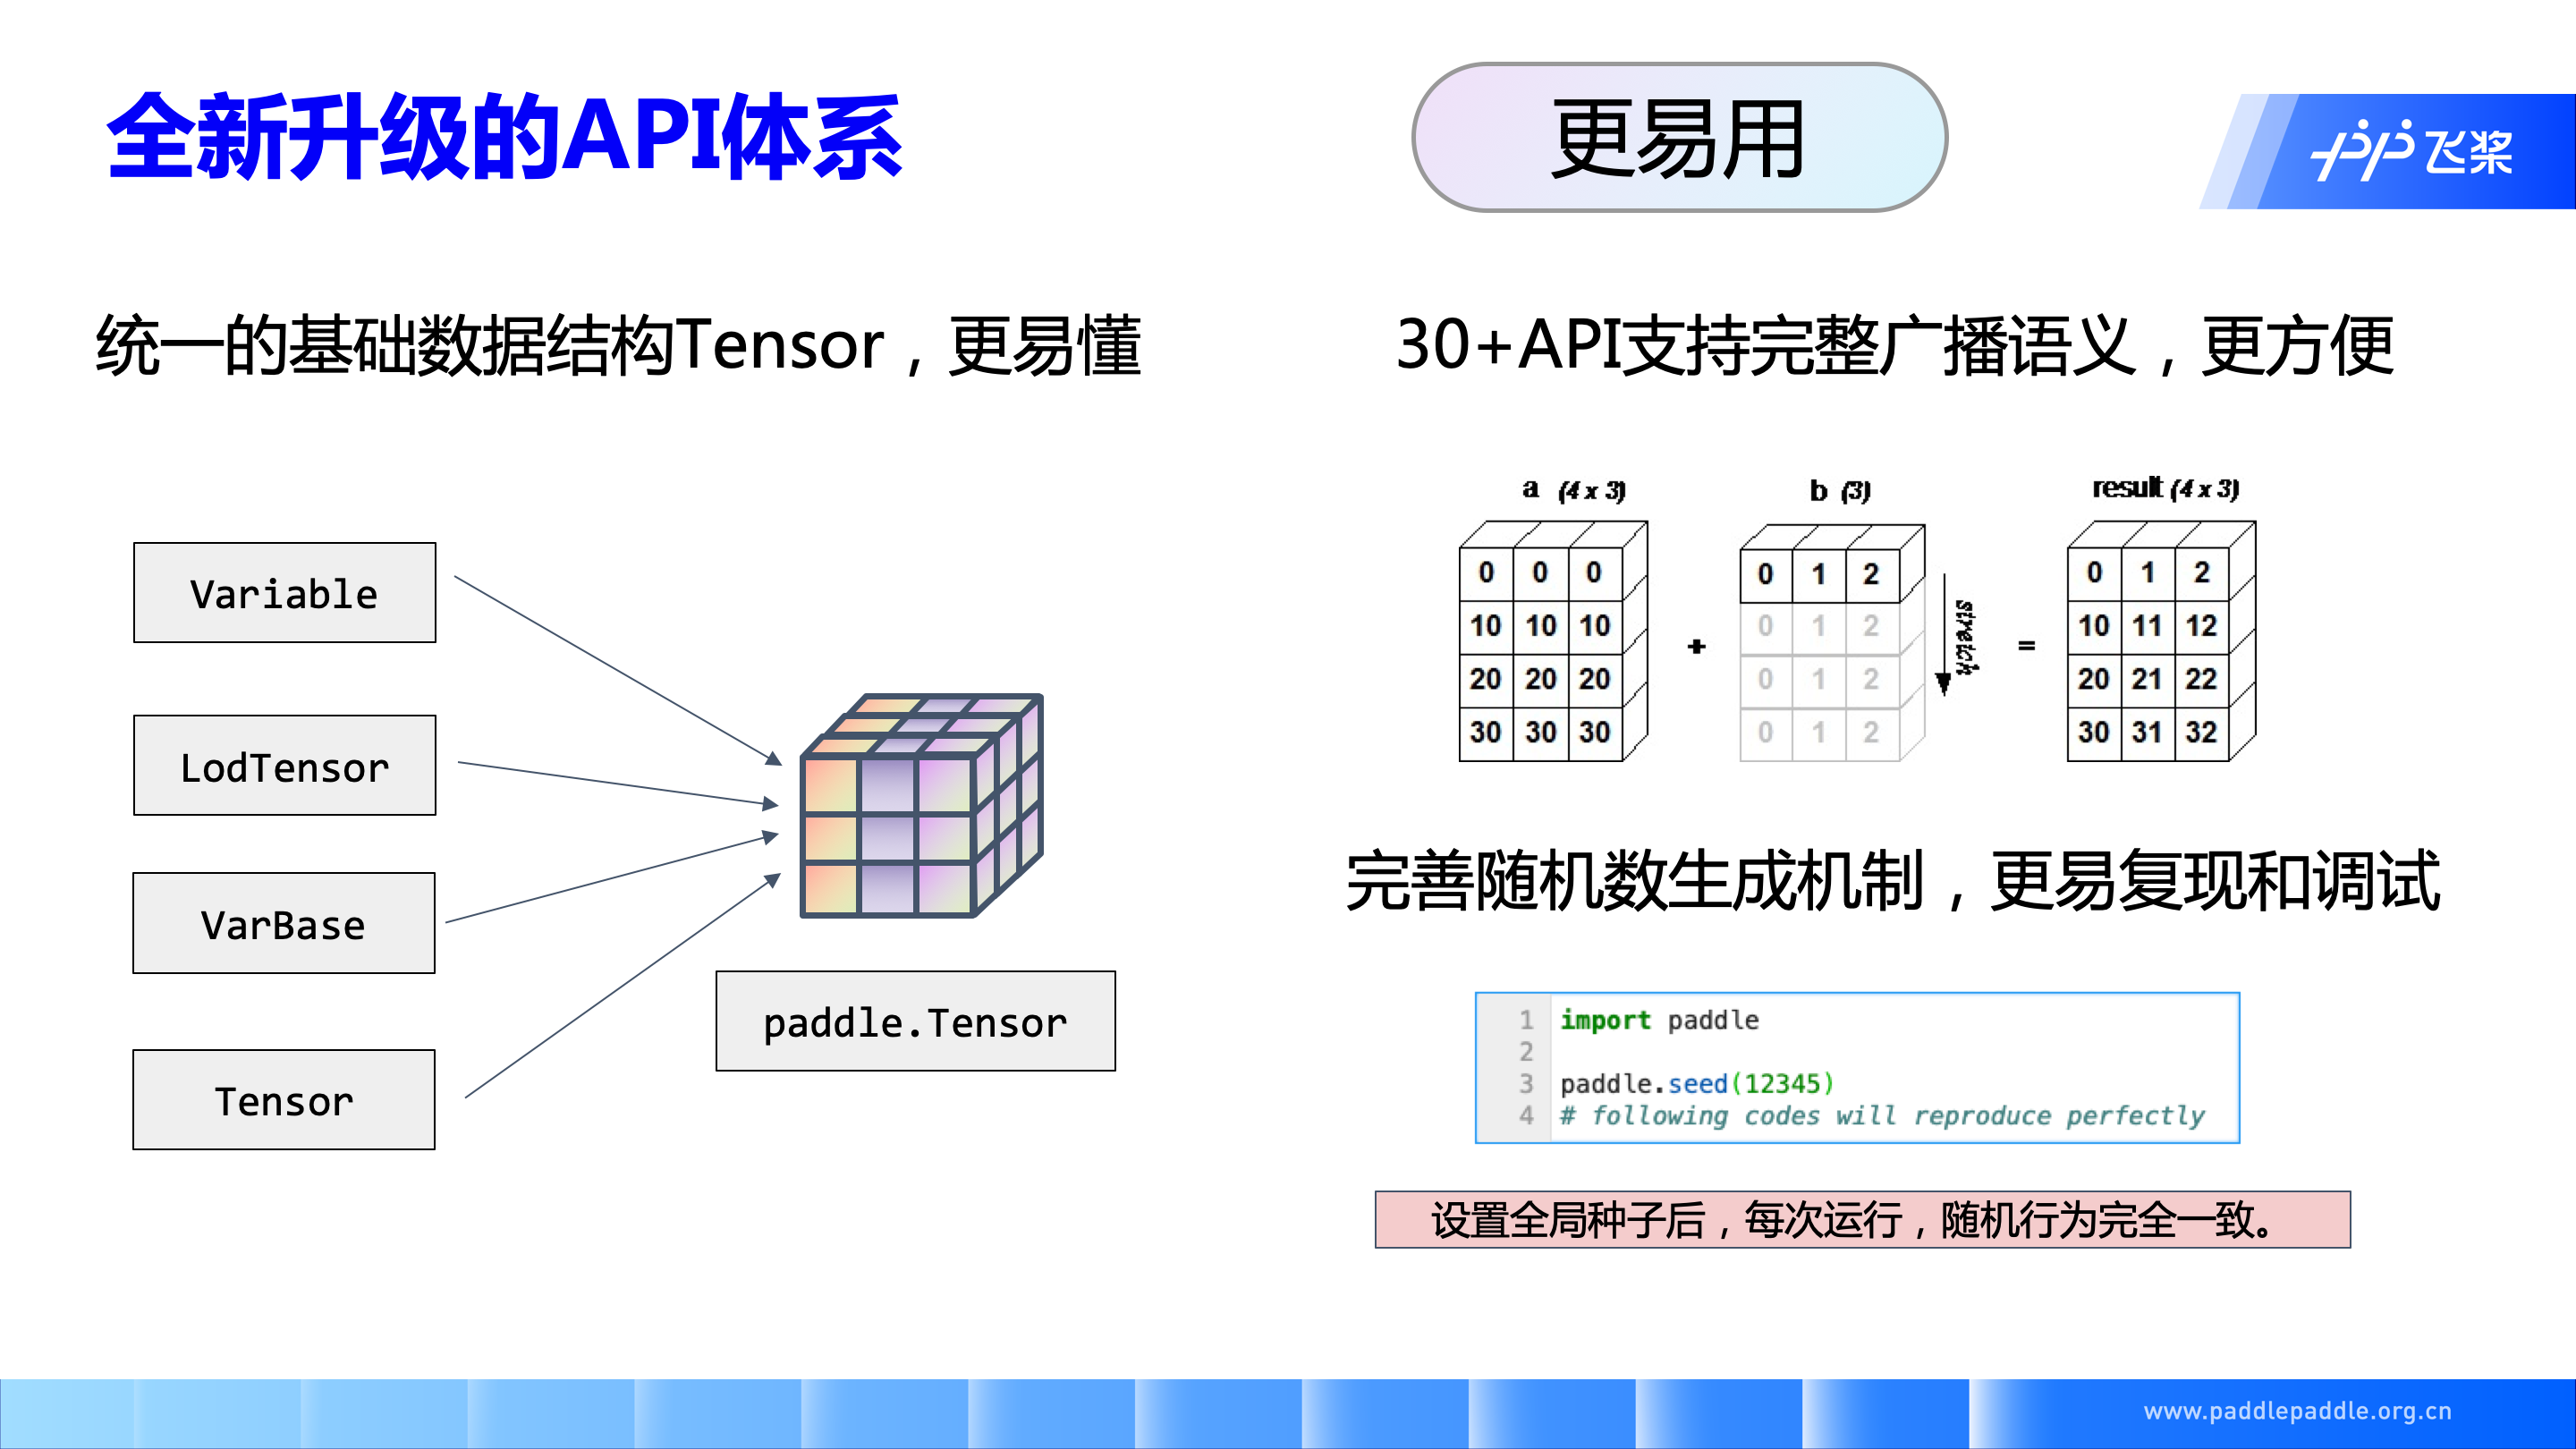 全新升级的API体系
更易用
飞桨
统一的基础数据结构Tensor，更易懂
Variable
LodTensor
VarBase
Tensor
paddle.Tensor
30+API支持完整广播语义，更方便
a (4 x 3)
b (3)
result (4 x 3)
0 0 0
10 10 10
20 20 20
30 30 30
+
0 1 2
0 1 2
0 1 2
0 1 2
stretch
=
0 1 2
10 11 12
20 21 22
30 31 32
完善随机数生成机制，更易复现和调试
1 import paddle
2
3 paddle.seed(12345)
4 # following codes will reproduce perfectly
设置全局种子后，每次运行，随机行为完全一致。
www.paddlepaddle.org.cn